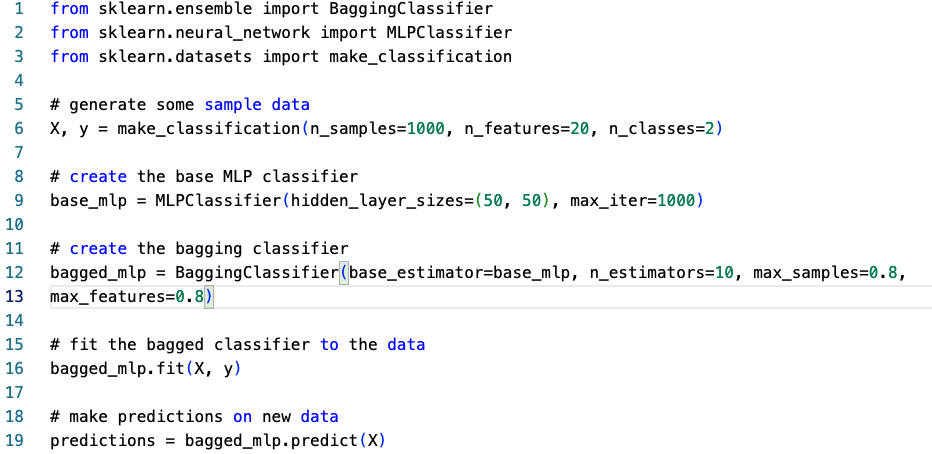 1 from sklearn.ensemble import BaggingClassifier
2 from sklearn.neural_network import MLPClassifier
3 from sklearn.datasets import make_classification
4
5 # generate some sample data
6 X, y = make_classification(n_samples=1000, n_features=20, n_classes=2)
7
8 # create the base MLP classifier
9 base_mlp = MLPClassifier(hidden_layer_sizes=(50, 50), max_iter=1000)
10
11 # create the bagging classifier
12 bagged_mlp = BaggingClassifier(base_estimator=base_mlp, n_estimators=10, max_samples=0.8,
13 max_features=0.8)
14
15 # fit the bagged classifier to the data
16 bagged_mlp.fit(X, y)
17
18 # make predictions on new data
19 predictions = bagged_mlp.predict(X)